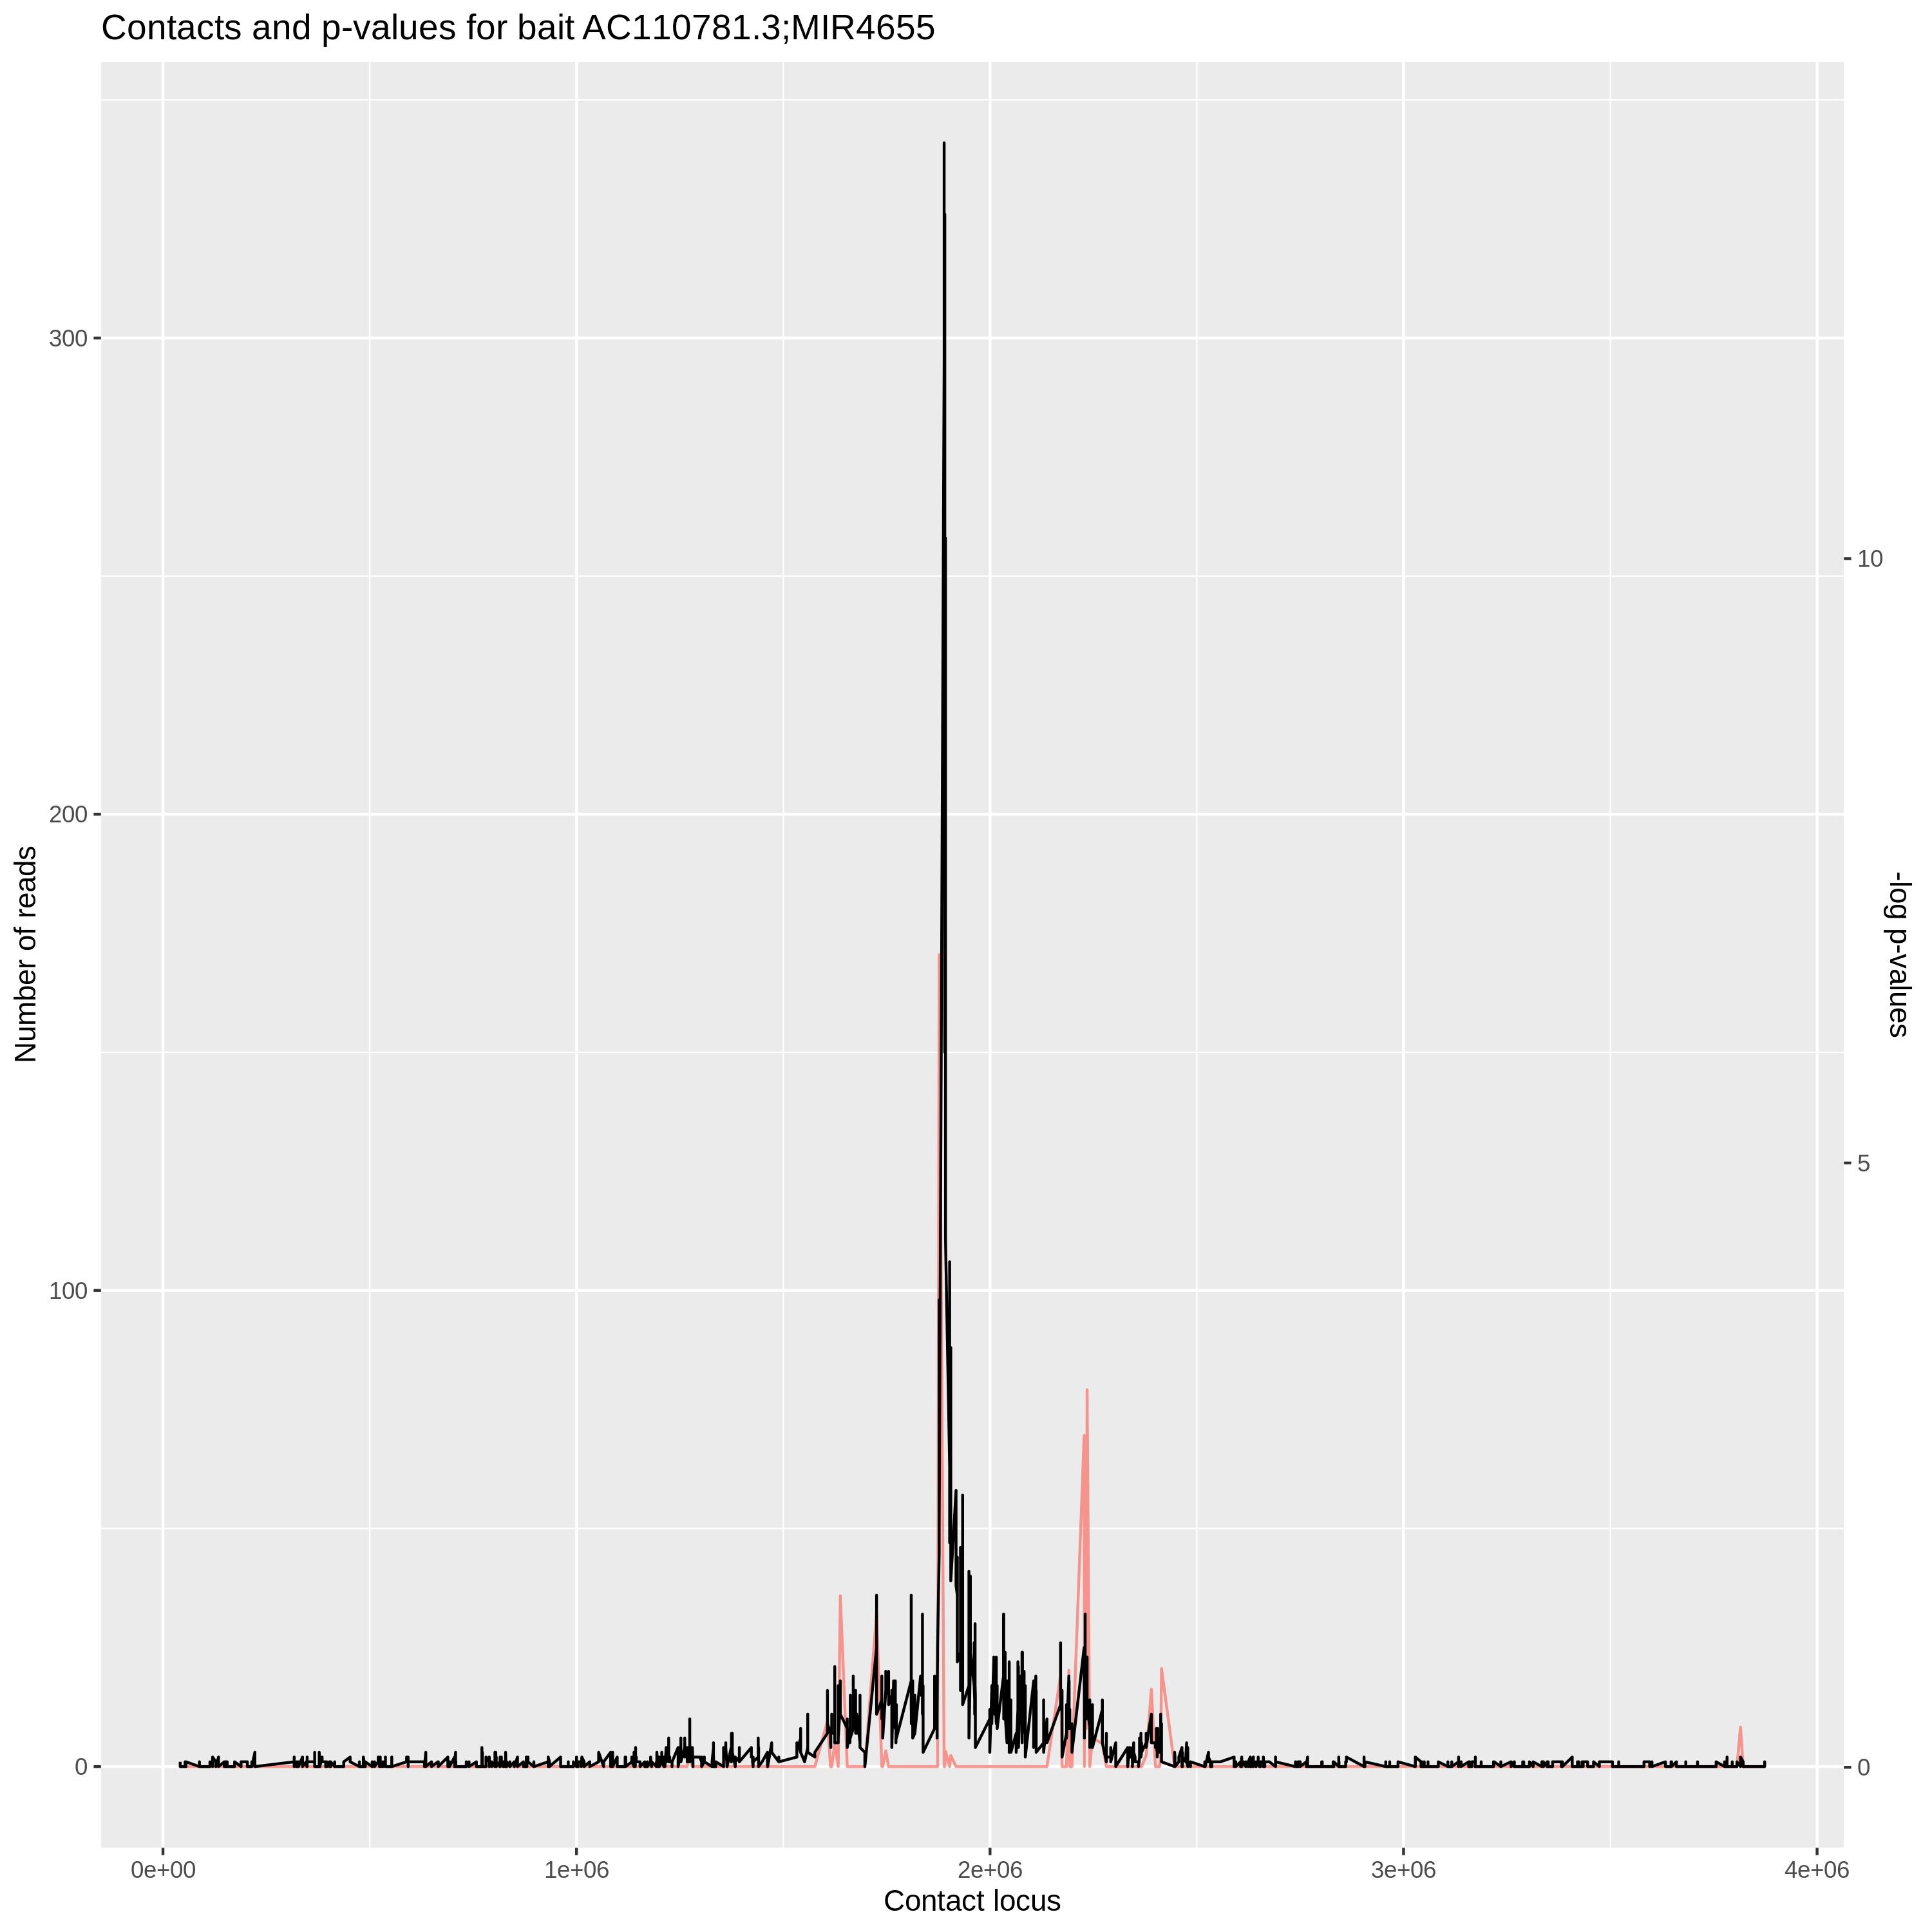 Contacts and p-values for bait AC110781.3;MIR4655
300
200
100
0
Number of reads
10
5
0
-log p-values
0e+00
1e+06
2e+06
3e+06
4e+06
Contact locus